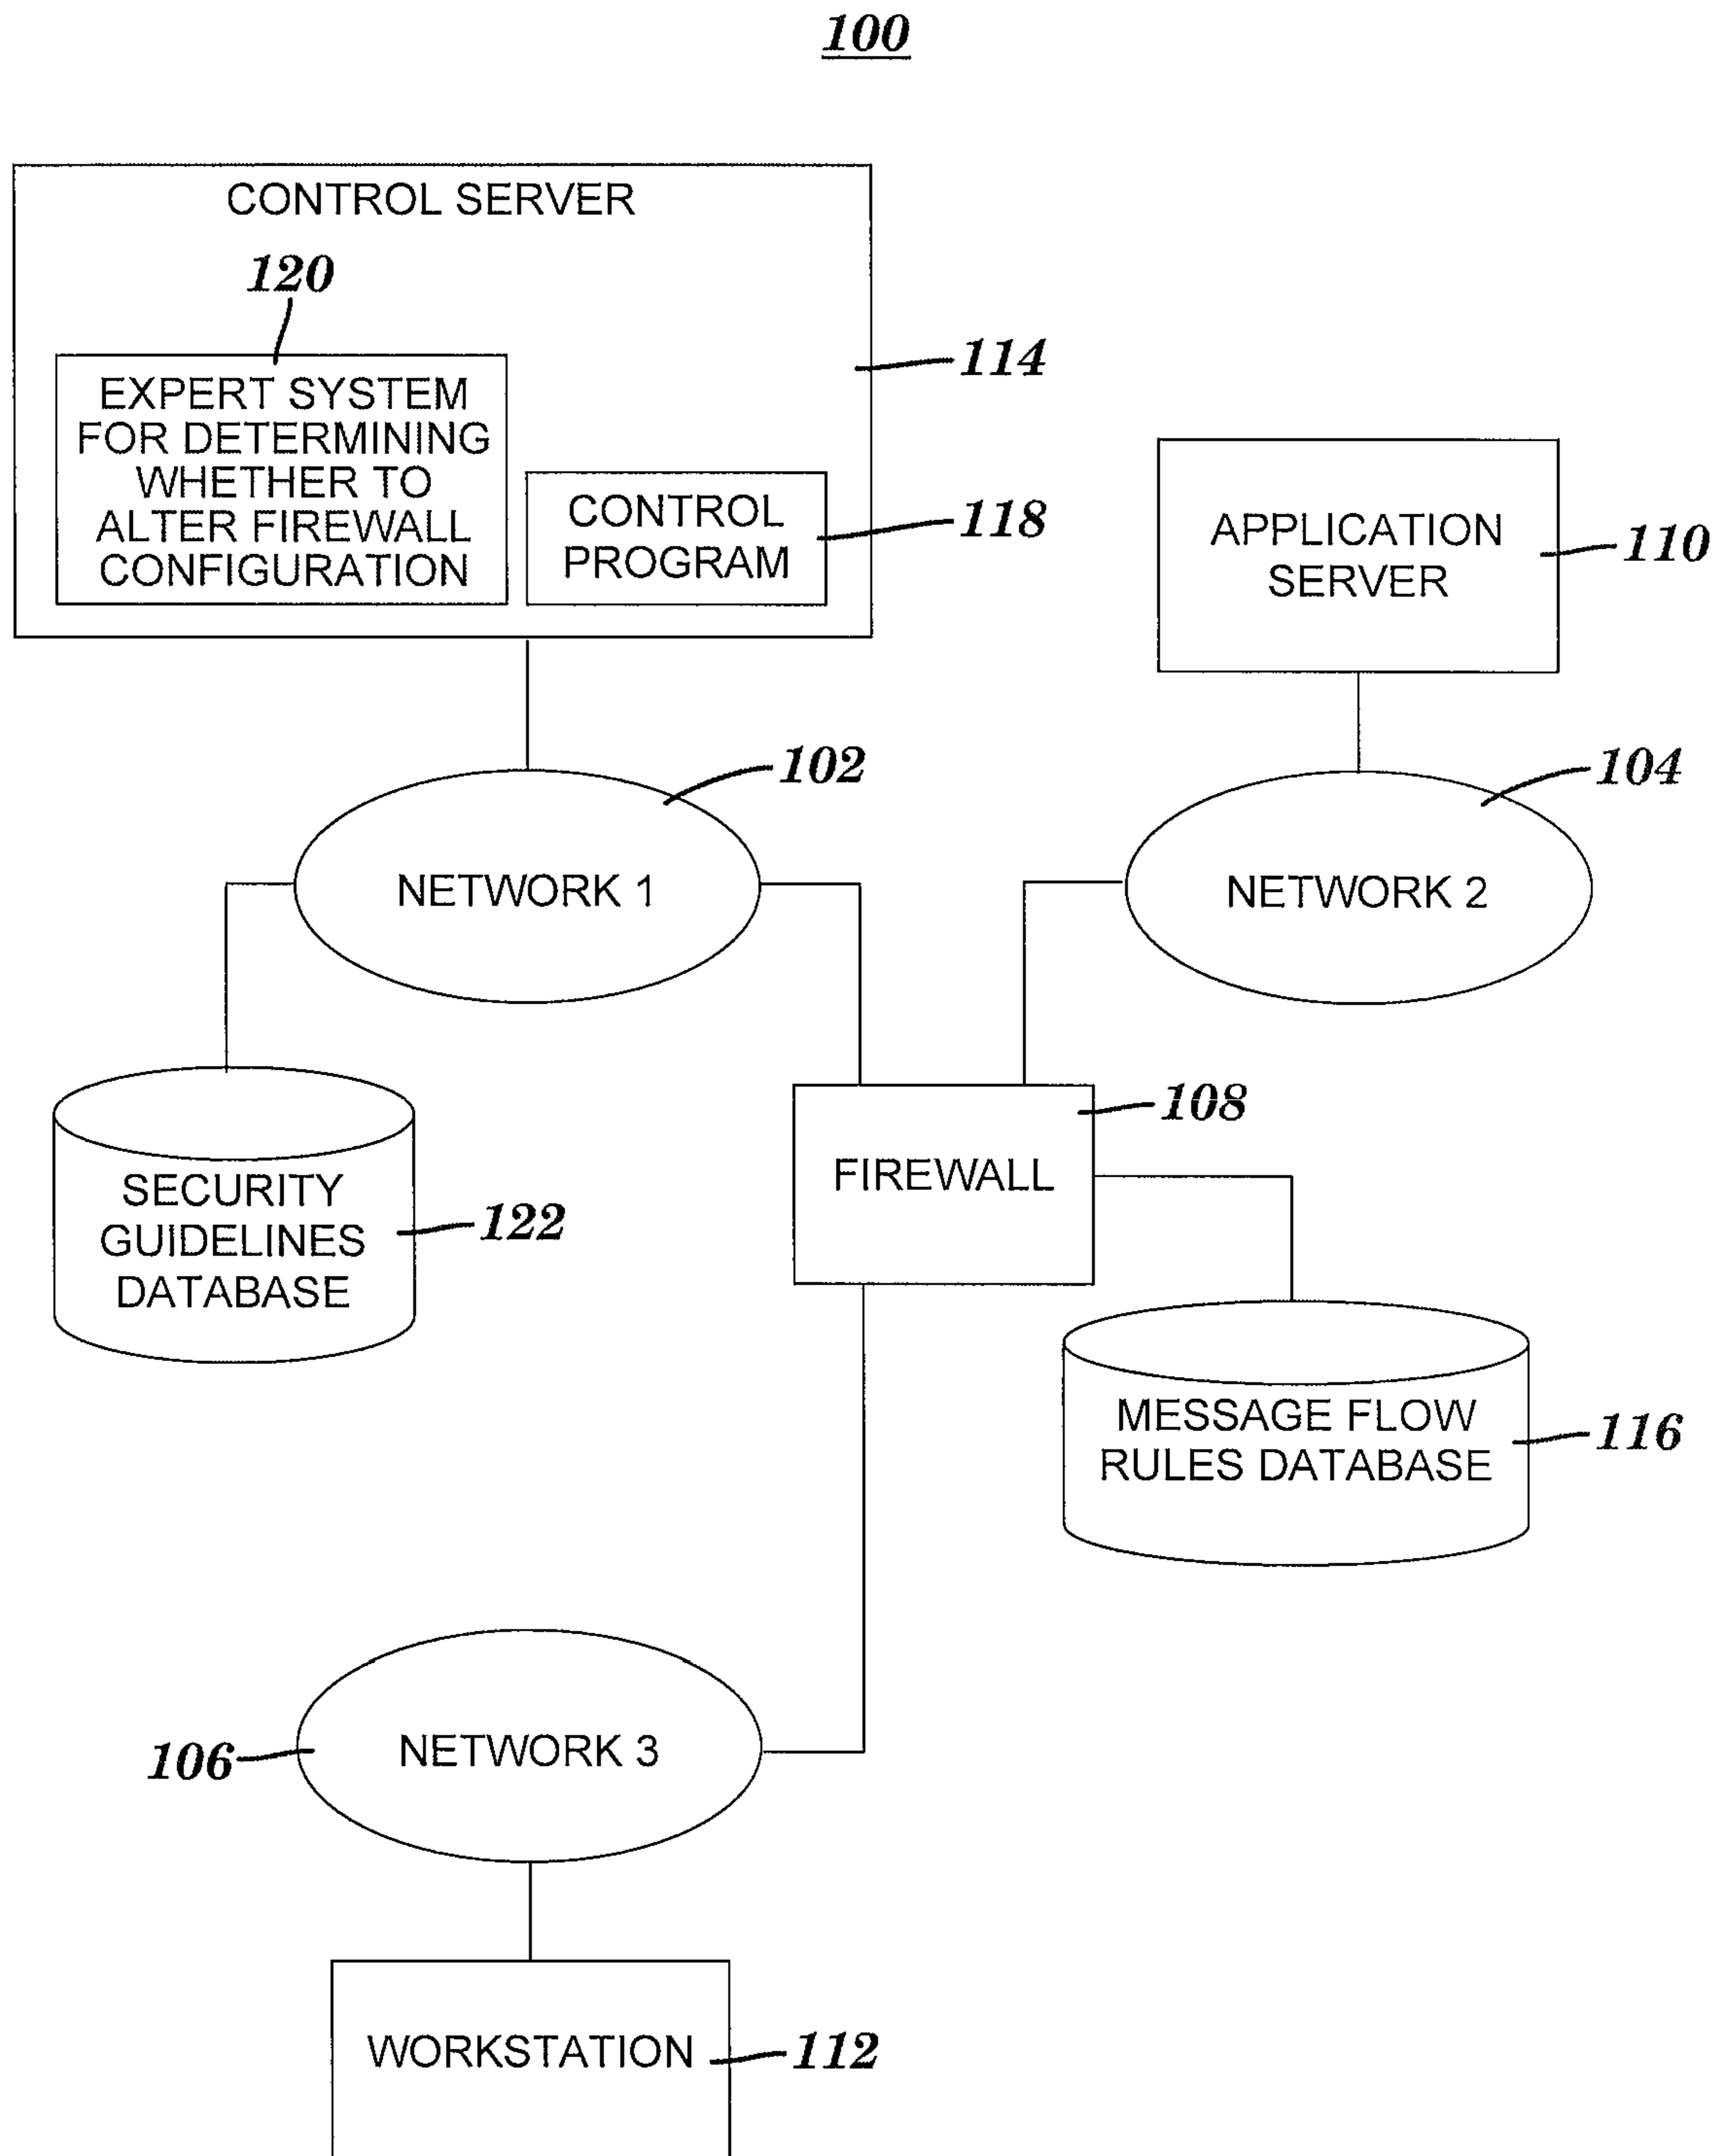 100
CONTROL SERVER
120
EXPERT SYSTEM
FOR DETERMINING
WHETHER TO
ALTER FIREWALL
CONFIGURATION
114
CONTROL
PROGRAM
118
APPLICATION
SERVER
110
102
NETWORK 1
104
NETWORK 2
108
FIREWALL
SECURITY
GUIDELINES
DATABASE
122
MESSAGE FLOW
RULES DATABASE
116
106
NETWORK 3
WORKSTATION
112